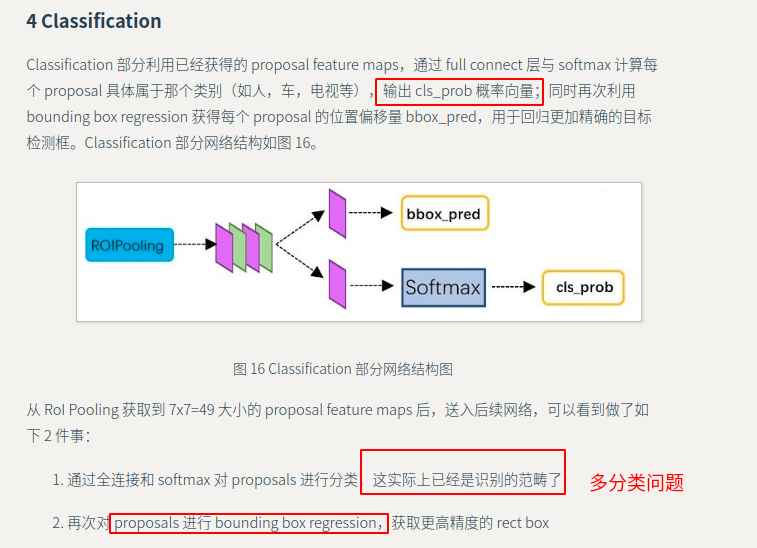 4 Classification
Classification 部分利用已经获得的 proposal feature maps，通过 full connect 层与 softmax 计算每
个 proposal 具体属于那个类别（如人，车，电视等），输出 cls_prob 概率向量；同时再次利用
bounding box regression 获得每个 proposal 的位置偏移量 bbox_pred，用于回归更加精确的目标
检测框。Classification 部分网络结构如图 16。
bbox_pred
ROIPooling
Softmax
cls_prob
图 16 Classification 部分网络结构图
从 RoI Pooling 获取到 7x7=49 大小的 proposal feature maps 后，送入后续网络，可以看到做了如
下 2 件事：
1. 通过全连接和 softmax 对 proposals 进行分类，这实际上已经是识别的范畴了
多分类问题
2. 再次对 proposals 进行 bounding box regression，获取更高精度的 rect box